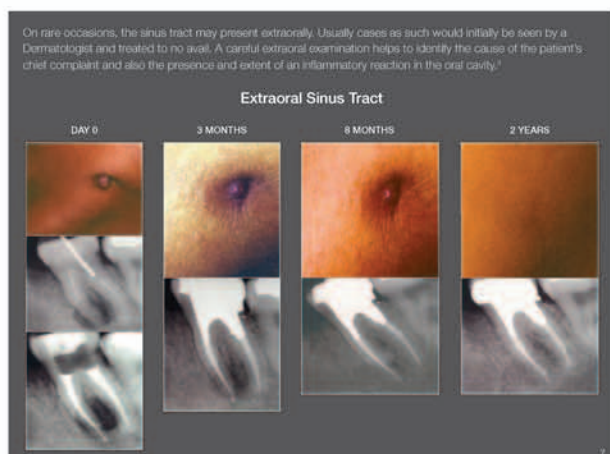 On rare occasions, the sinus tract may present extraorally. Usually cases as such would initially be seen by a
Dermatologist and treated to no avail. A careful extraoral examination helps to identify the cause of the patient's
chief complaint and also the presence and extent of an inflammatory reaction in the oral cavity.
Extraoral Sinus Tract
DAY 0 3 MONTHS 8 MONTHS 2 YEARS